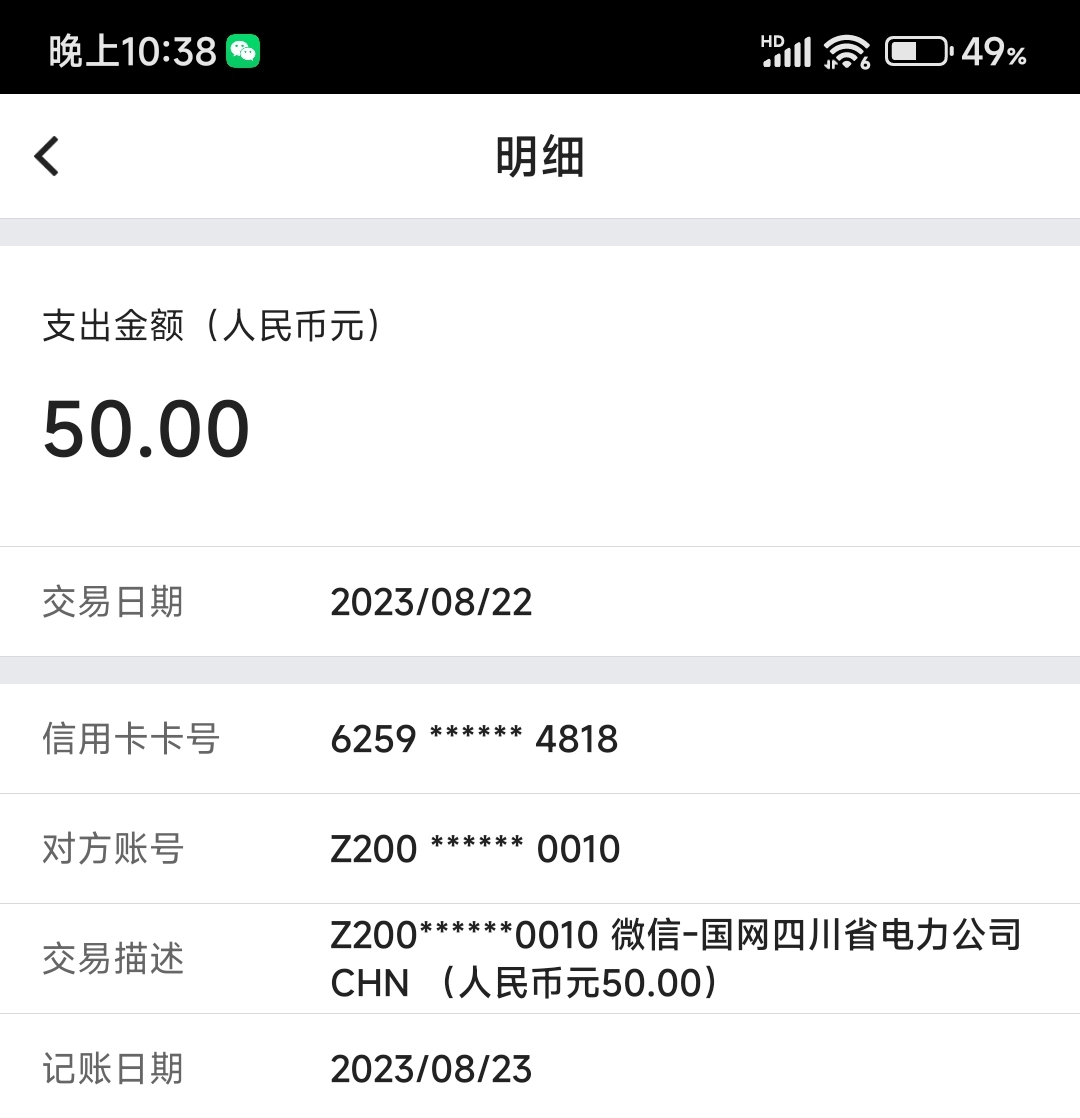 晚上10:38
HD 6 49%
明细
支出金额（人民币元）
50.00
交易日期 2023/08/22
信用卡卡号 6259 ****** 4818
对方账号 Z200 ****** 0010
交易描述 Z200******0010 微信-国网四川省电力公司
CHN （人民币元50.00）
记账日期 2023/08/23